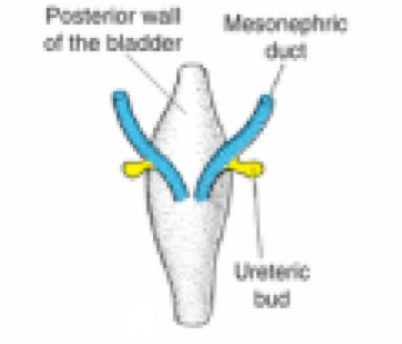 Posterior wall
of the bladder
Mesonephric
duct
Ureteric
bud